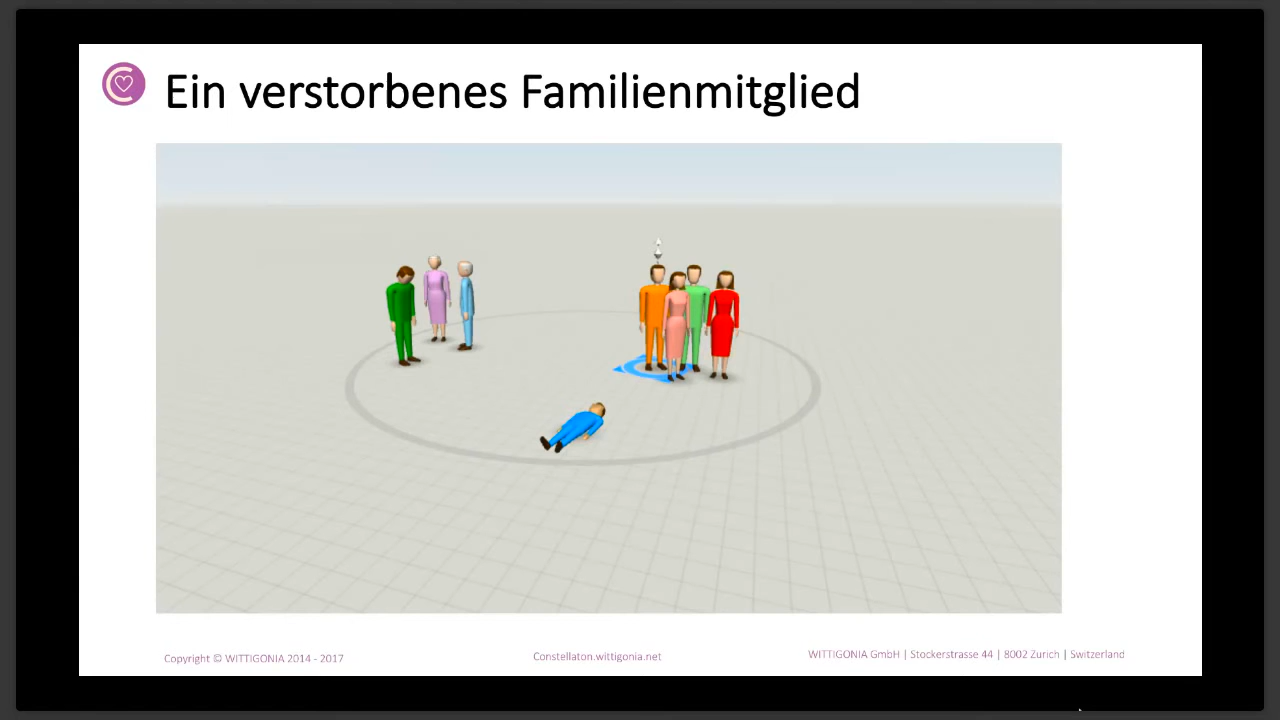 Ein verstorbenes Familienmitglied
Copyright © WITTIGONIA 2014 - 2017
Constellaton.wittigonia.net
WITTIGONIA GmbH | Stockerstrasse 44 | 8002 Zurich | Switzerland